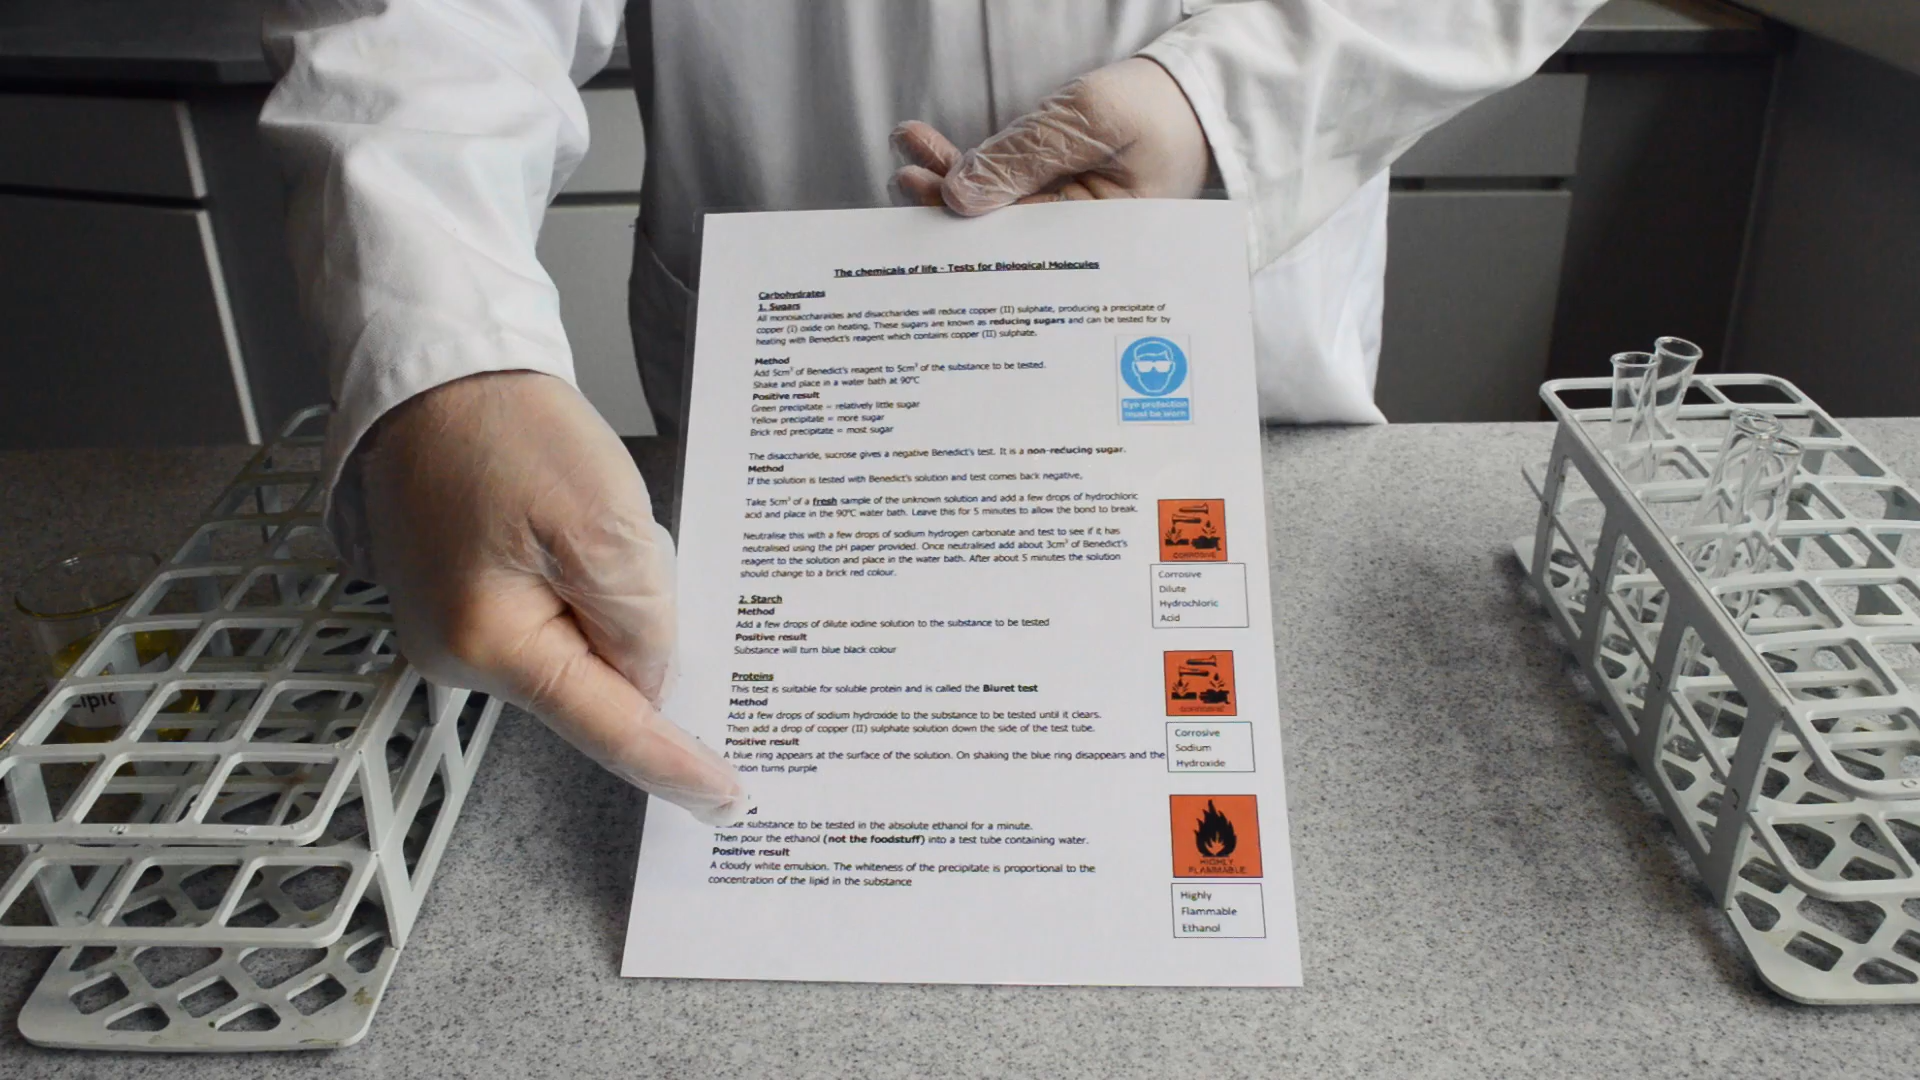 The chemicals of life - Tests for Biological Molecules
Carbohydrates
1. Sugars
All monosaccharaides and disaccharides will reduce copper (II) sulphate, producing a precipitate of
copper (I) oxide on heating. These sugars are known as reducing sugars and can be tested for by
heating with Benedict's reagent which contains copper (II) sulphate.
Method
Add 5cm³ of Benedict's reagent to 5cm³ of the substance to be tested.
Shake and place in a water bath at 90°C
Positive result
Green precipitate = relatively little sugar
Yellow precipitate = more sugar
Brick red precipitate = most sugar
Eye protection
must be worn
The disaccharide, sucrose gives a negative Benedict's test. It is a non-reducing sugar.
Method
If the solution is tested with Benedict's solution and test comes back negative,
Take 5cm³ of a fresh sample of the unknown solution and add a few drops of hydrochloric
acid and place in the 90°C water bath. Leave this for 5 minutes to allow the bond to break.
Neutralise this with a few drops of sodium hydrogen carbonate and test to see if it has
neutralised using the pH paper provided. Once neutralised add about 3cm³ of Benedict's
reagent to the solution and place in the water bath. After about 5 minutes the solution
should change to a brick red colour.
CORROSIVE
Corrosive
Dilute
Hydrochloric
Acid
2. Starch
Method
Add a few drops of dilute iodine solution to the substance to be tested
Positive result
Substance will turn blue black colour
Proteins
This test is suitable for soluble protein and is called the Biuret test
Method
Add a few drops of sodium hydroxide to the substance to be tested until it clears.
Then add a drop of copper (II) sulphate solution down the side of the test tube.
Positive result
A blue ring appears at the surface of the solution. On shaking the blue ring disappears and the
turns purple
CORROSIVE
Corrosive
Sodium
Hydroxide
substance to be tested in the absolute ethanol for a minute.
Then pour the ethanol (not the foodstuff) into a test tube containing water.
Positive result
A cloudy white emulsion. The whiteness of the precipitate is proportional to the
concentration of the lipid in the substance
HIGHLY
FLAMMABLE
Highly
Flammable
Ethanol
Lipid